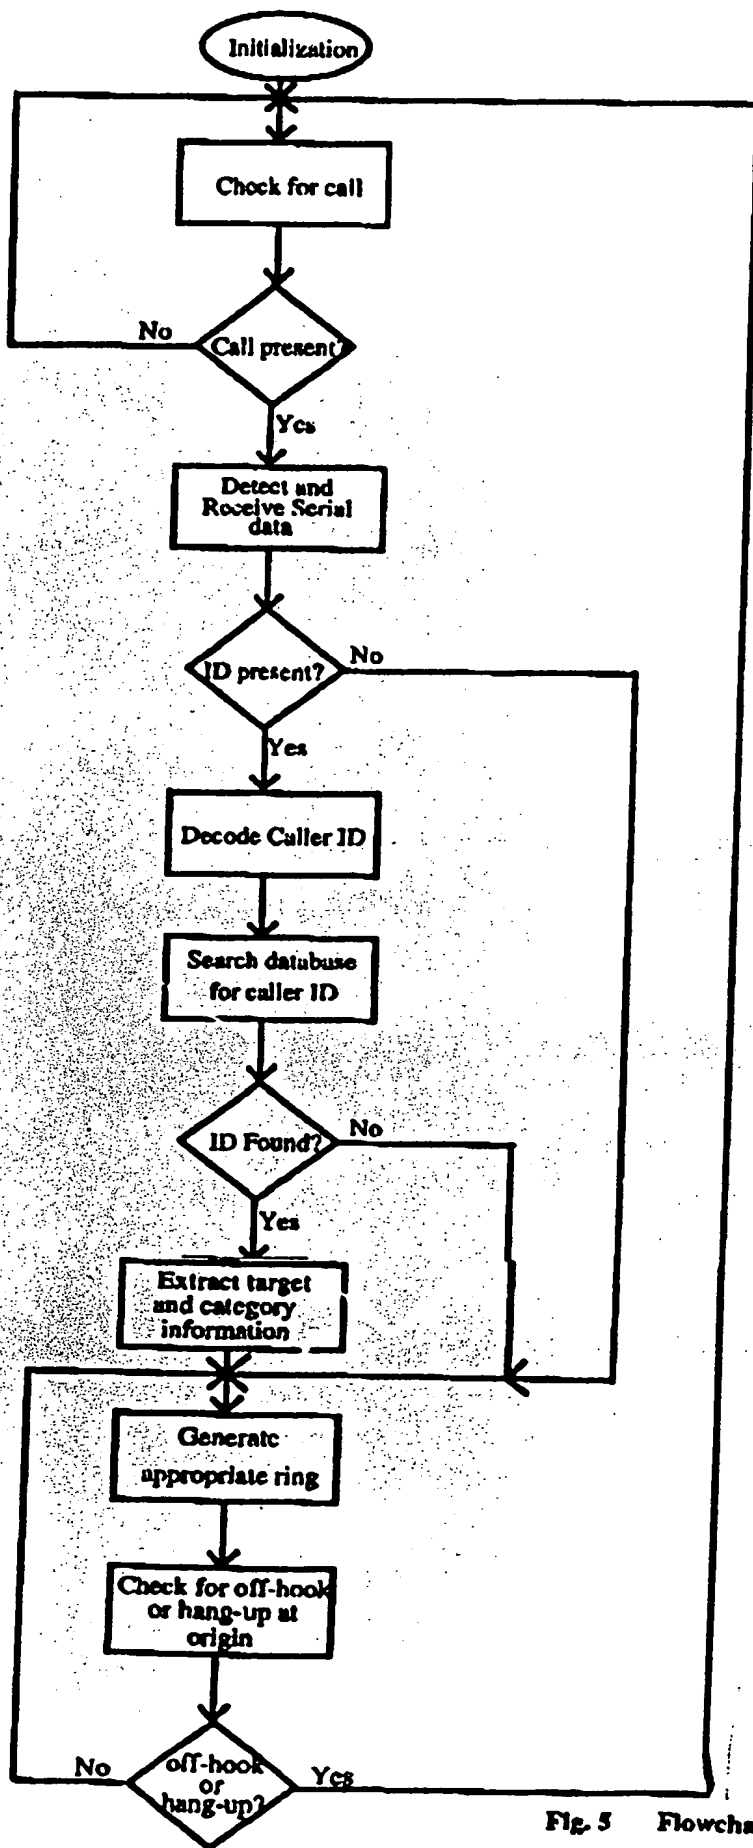 Initialization
Check for call
No
Call present?
Yes
Detect and
Receive Serial
data
ID present?
No
Yes
Decode Caller ID
Search database
for caller ID
ID Found?
No
Yes
Extract target
and category
information
Generate
appropriate ring
Check for off-hook
or hang-up at
origin
No
off-hook
or
hang-up?
Yes
Fig. 5 Flowcha